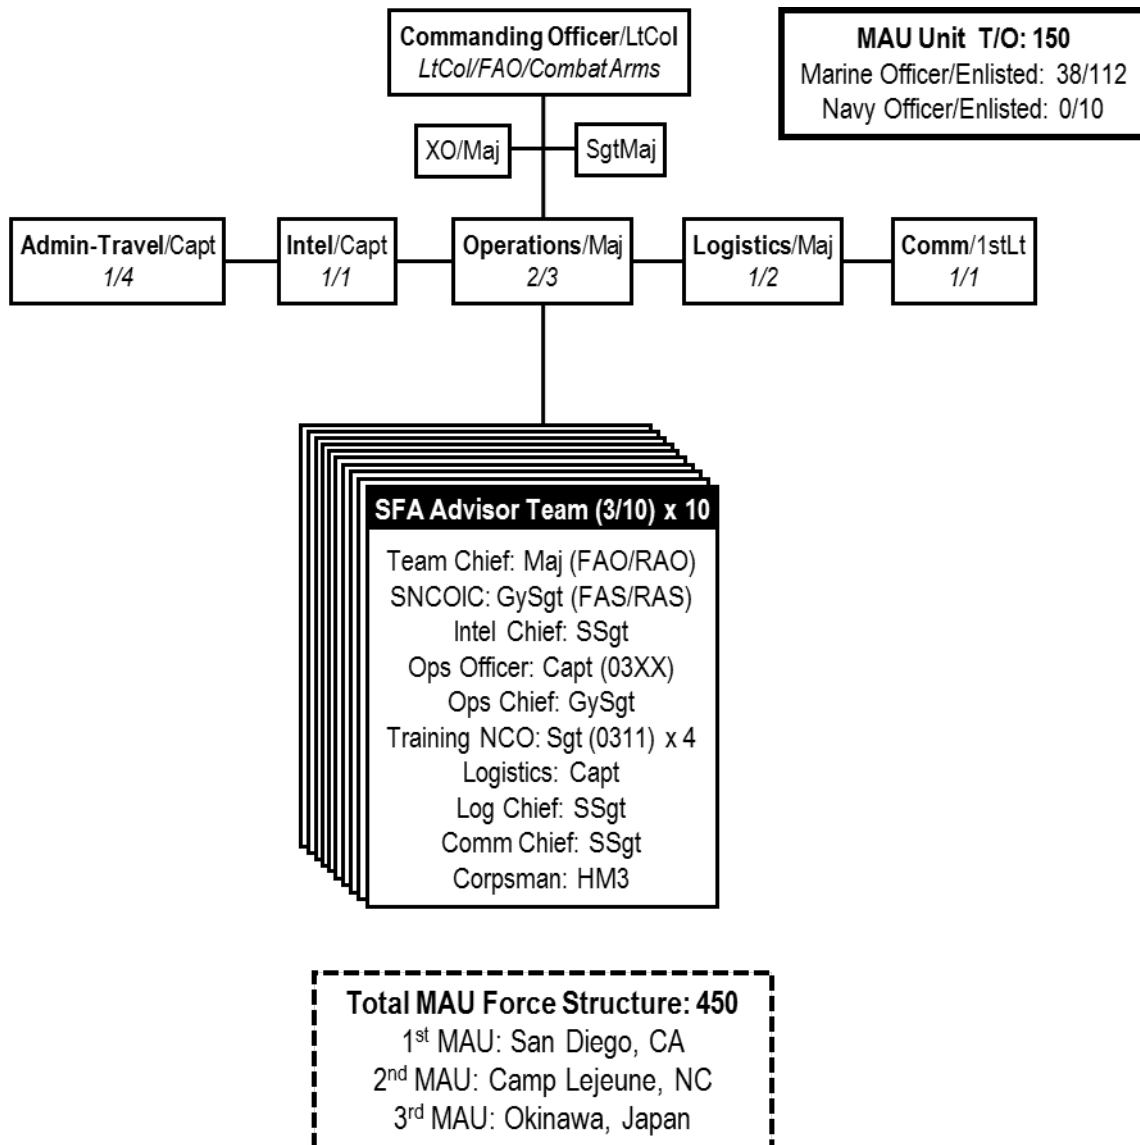 Commanding Officer/LtCol
LtCol/FAO/Combat Arms
MAU Unit T/O: 150
Marine Officer/Enlisted: 38/112
Navy Officer/Enlisted: 0/10
XO/Maj
SgtMaj
Admin-Travel/Capt
1/4
Intel/Capt
1/1
Operations/Maj
2/3
Logistics/Maj
1/2
Comm/1stLt
1/1
SFA Advisor Team (3/10) x 10
Team Chief: Maj (FAO/RAO)
SNCOIC: GySgt (FAS/RAS)
Intel Chief: SSgt
Ops Officer: Capt (03XX)
Ops Chief: GySgt
Training NCO: Sgt (0311) x 4
Logistics: Capt
Log Chief: SSgt
Comm Chief: SSgt
Corpsman: HM3
Total MAU Force Structure: 450
1st MAU: San Diego, CA
2nd MAU: Camp Lejeune, NC
3rd MAU: Okinawa, Japan